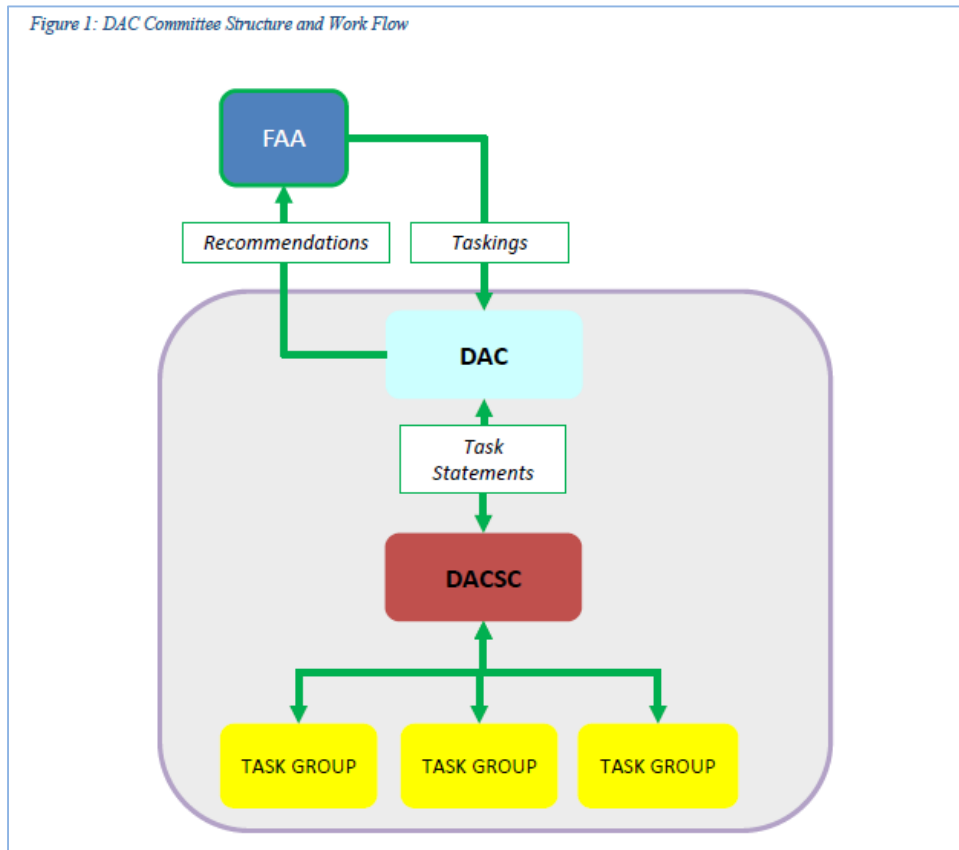 Figure 1: DAC Committee Structure and Work Flow
FAA
Recommendations
Taskings
DAC
Task
Statements
DACSC
TASK GROUP
TASK GROUP
TASK GROUP